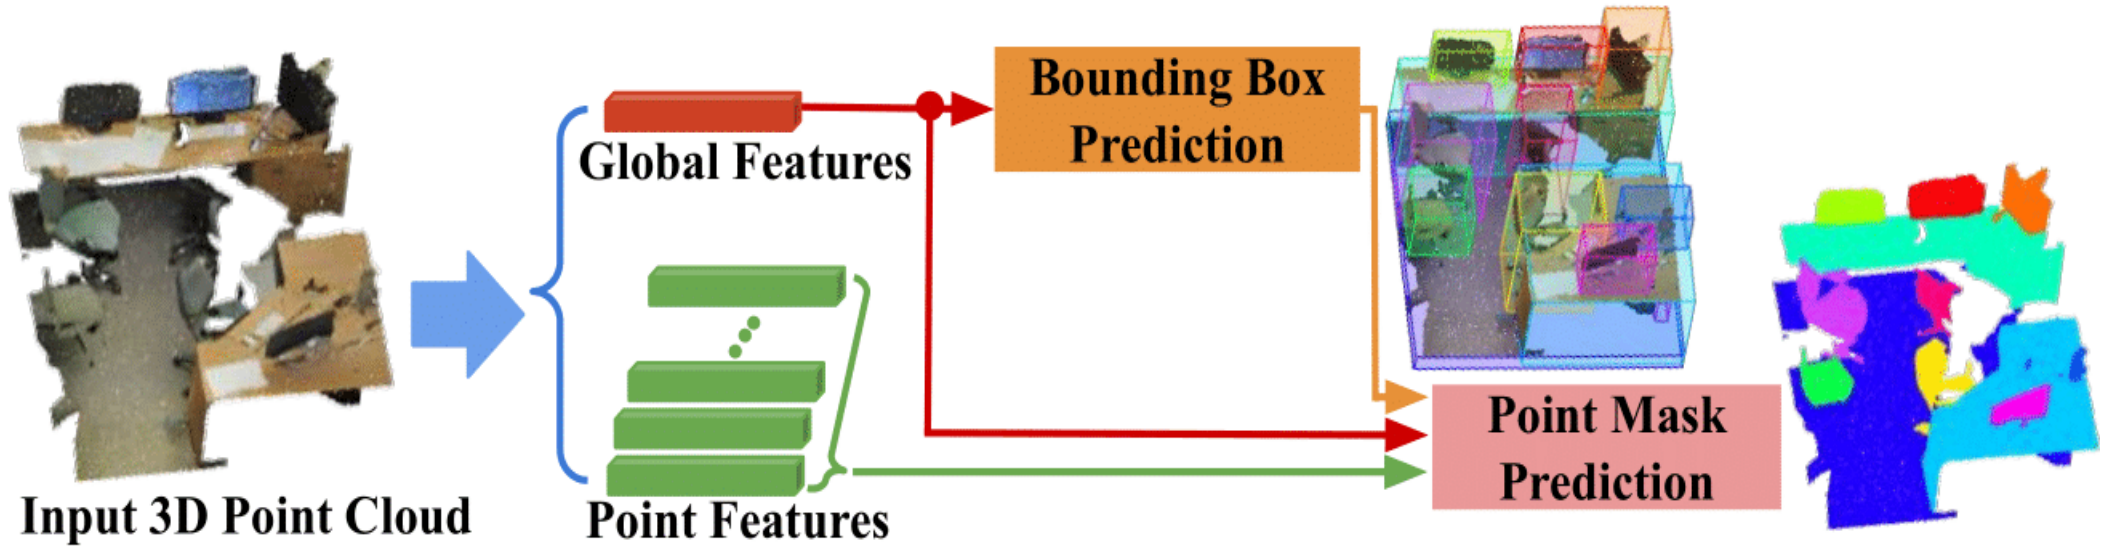 Input 3D Point Cloud
Global Features
Point Features
Bounding Box
Prediction
Point Mask
Prediction